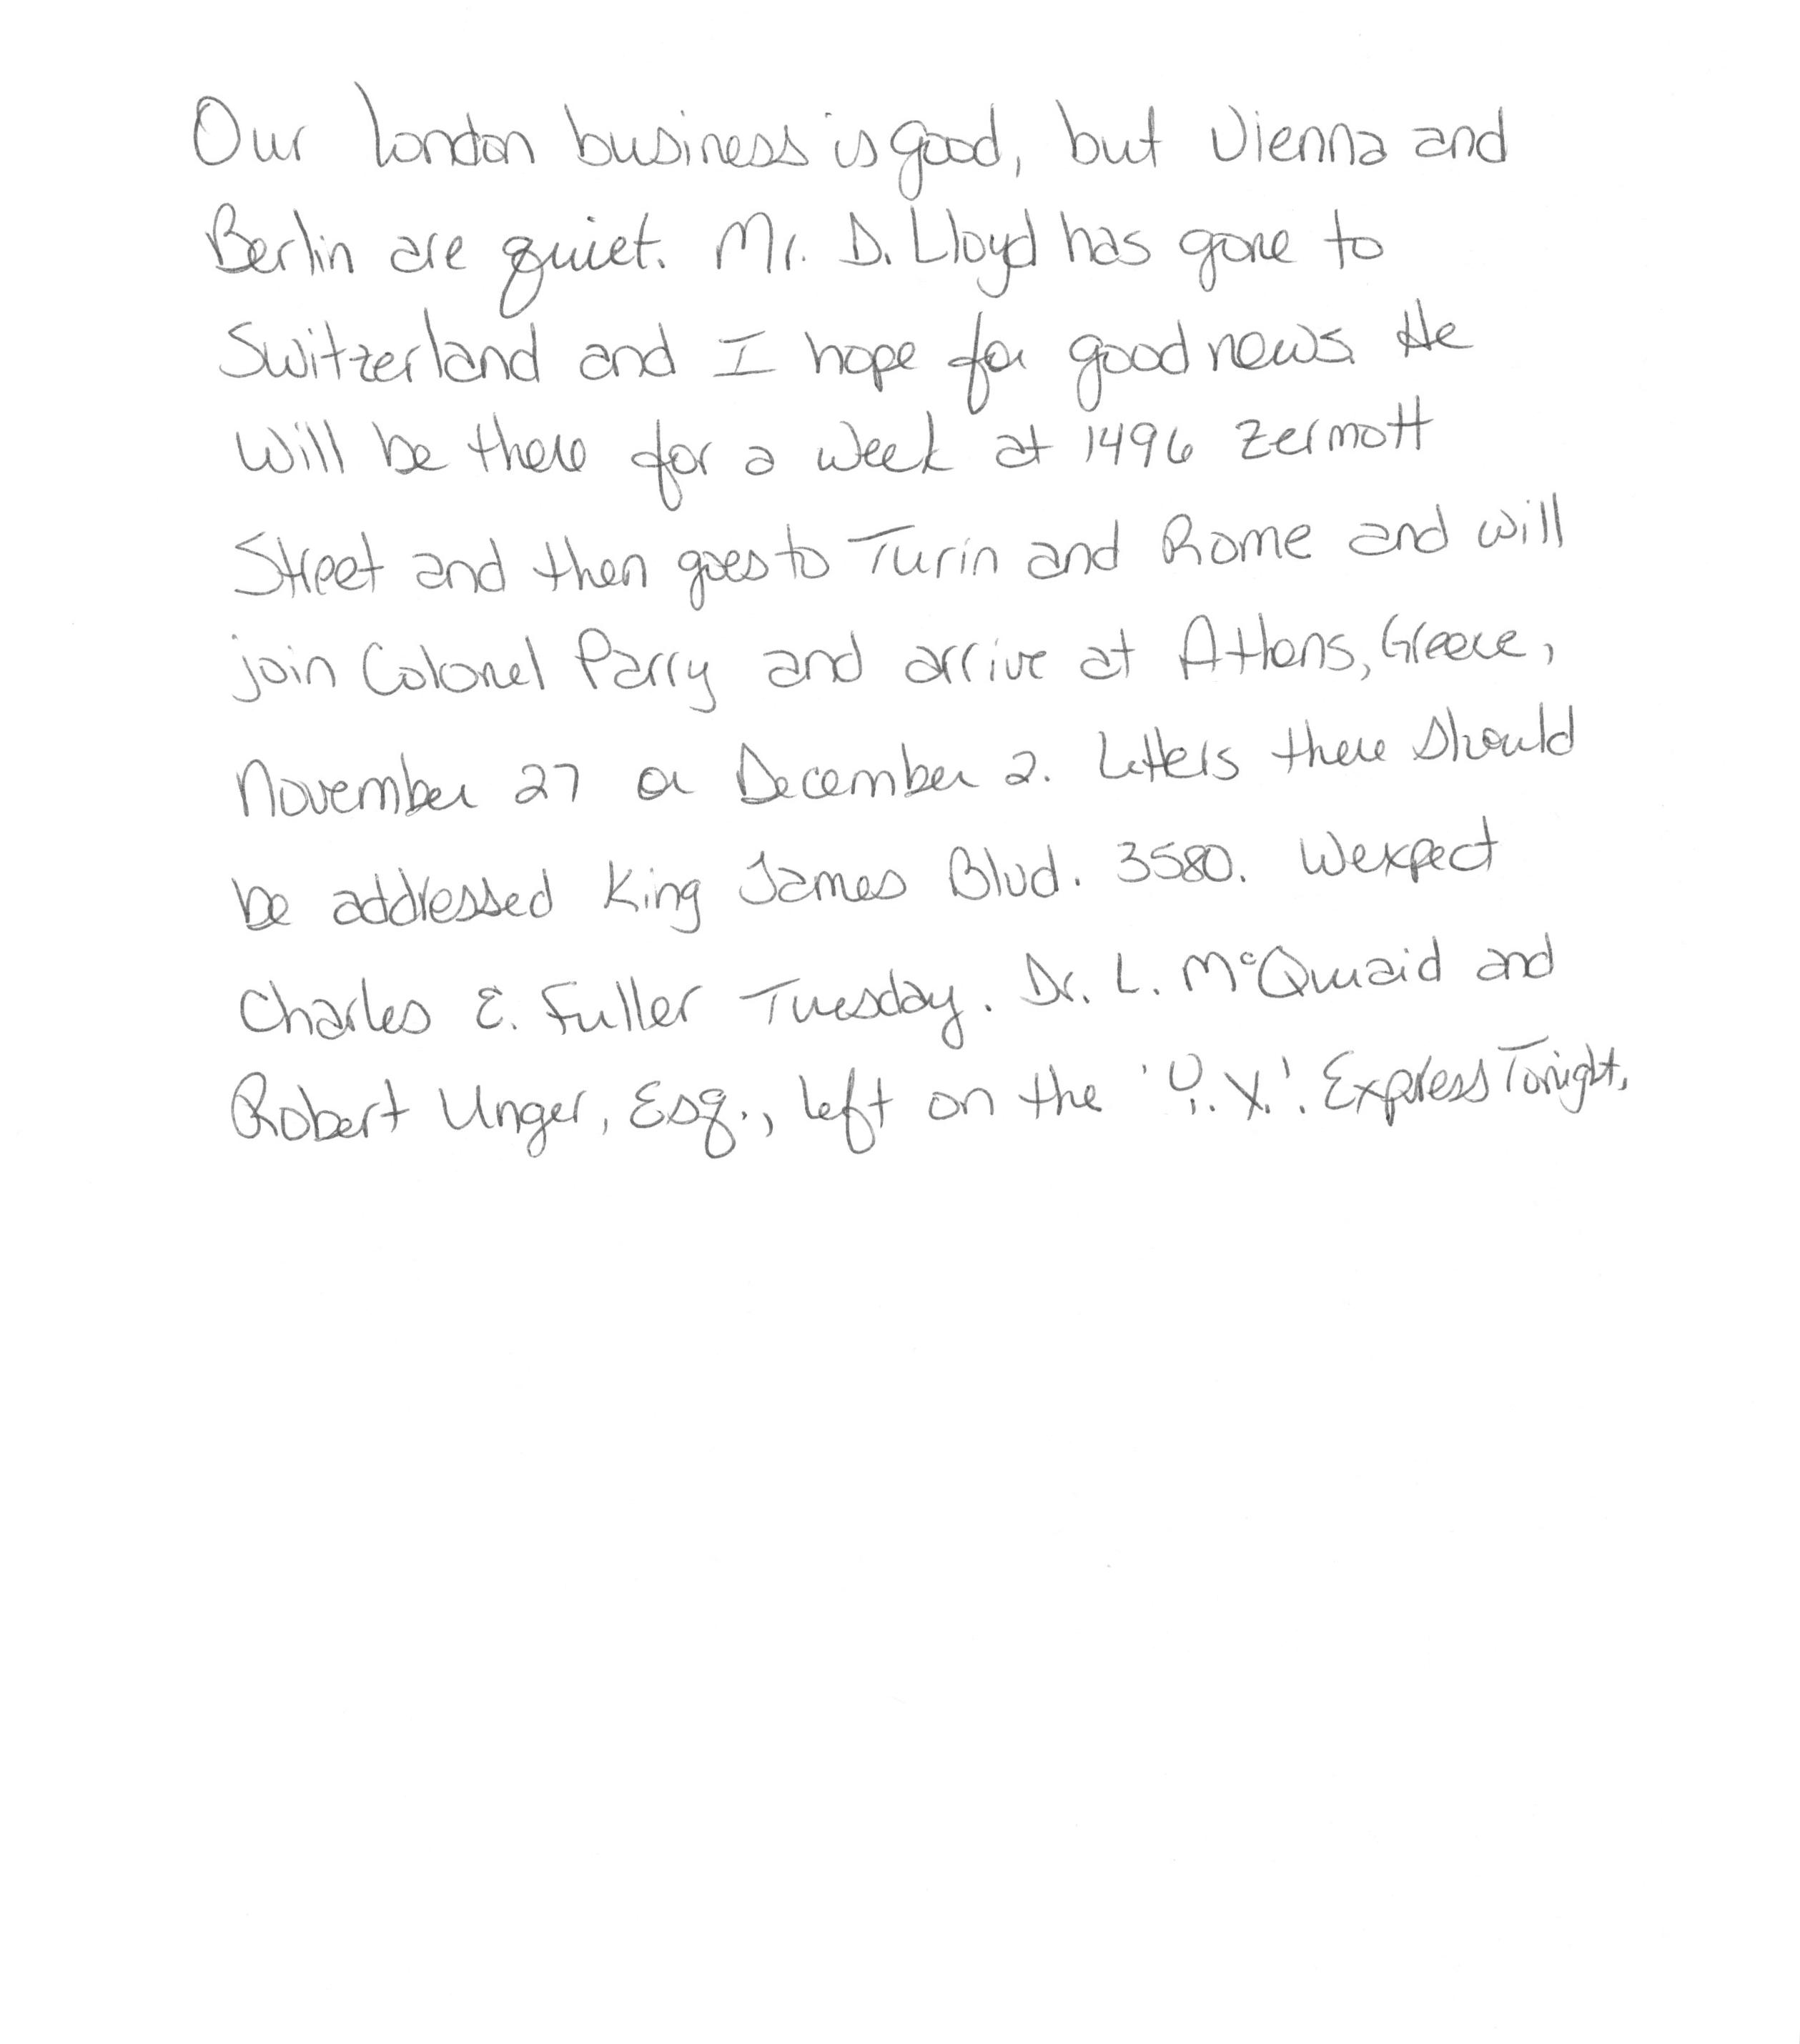 Our London business is good, but Vienna and
Berlin are quiet. Mr. D. Lloyd has gone to
Switzerland and I hope for good news. He
will be there for a week at 1496 Zermott
Street and then goes to Turin and Rome and will
join Colonel Parry and arrive at Athens, Greece,
November 27 or December 2. Letters there should
be addressed King James Blvd. 3580. We expect
Charles E. Fuller Tuesday. Dr. L. McQuaid and
Robert Unger, Esq., left on the 'Y. X.' Express Tonight.